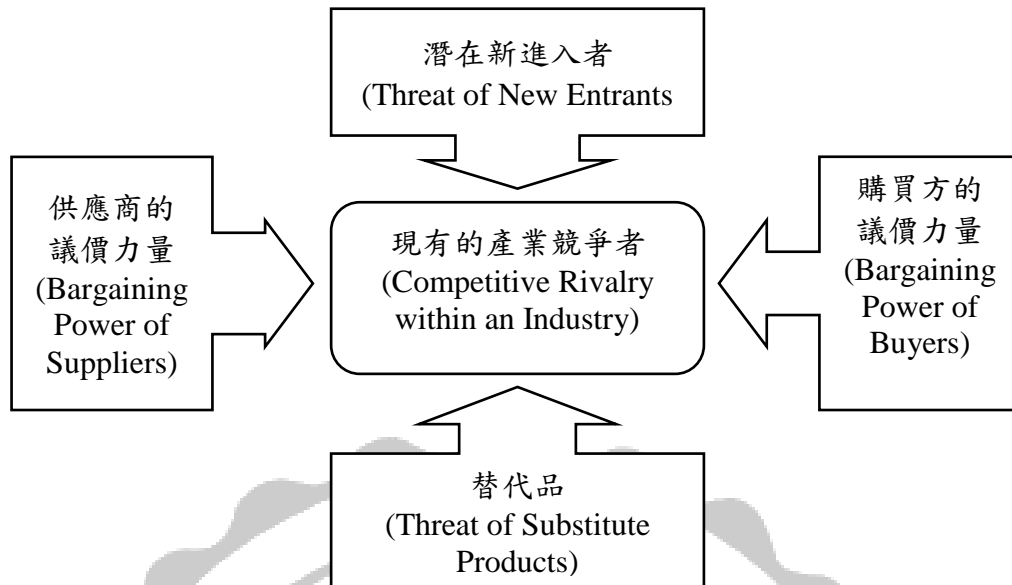 潛在新進入者
(Threat of New Entrants
供應商的
議價力量
(Bargaining
Power of
Suppliers)
現有的產業競爭者
(Competitive Rivalry
within an Industry)
購買方的
議價力量
(Bargaining
Power of
Buyers)
替代品
(Threat of Substitute
Products)